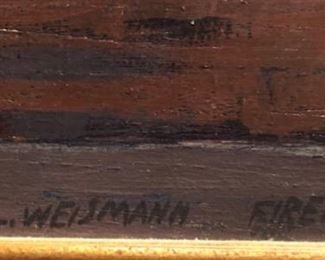 . WEISMANN FIRE